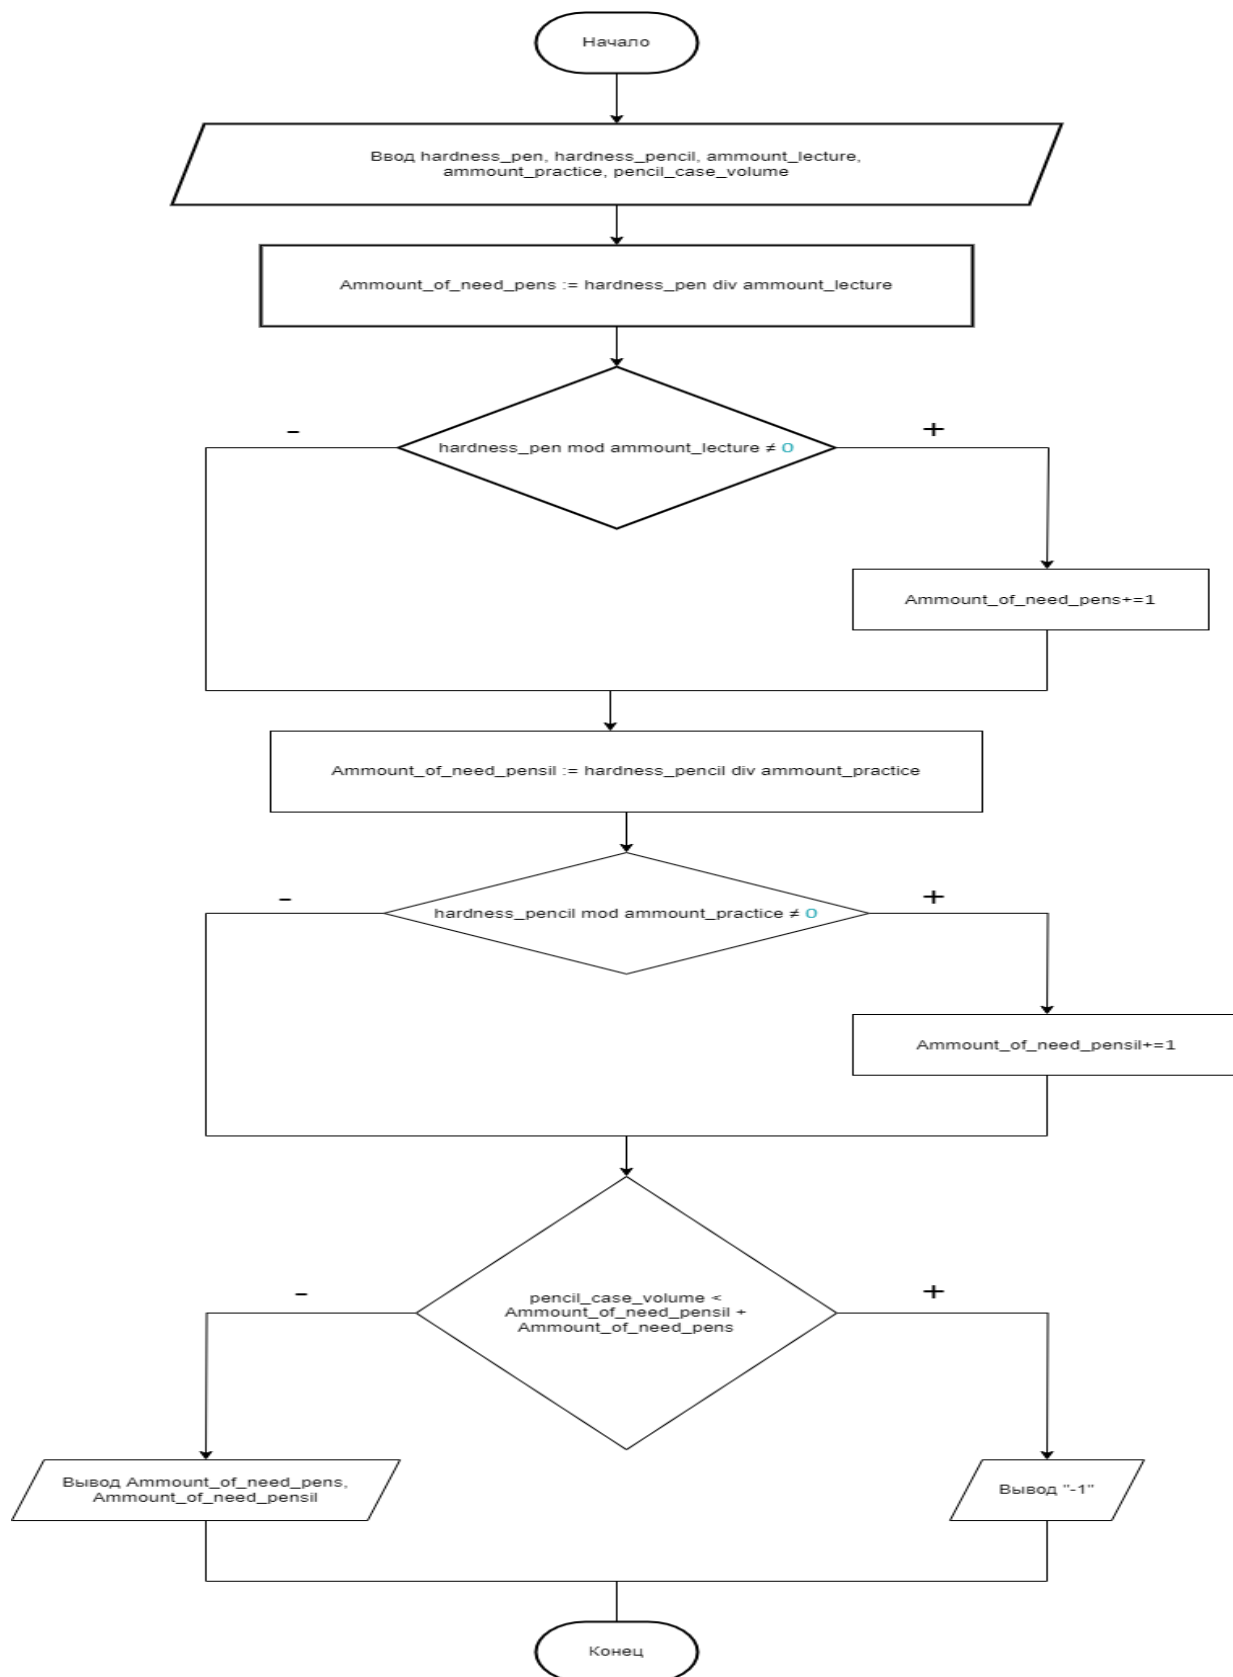 Начало
Ввод hardness_pen, hardness_pencil, ammount_lecture,
ammount_practice, pencil_case_volume
Ammount_of_need_pens := hardness_pen div ammount_lecture
-
+
hardness_pen mod ammount_lecture ≠ 0
Ammount_of_need_pens+=1
Ammount_of_need_pensil := hardness_pencil div ammount_practice
-
+
hardness_pencil mod ammount_practice ≠ 0
Ammount_of_need_pensil+=1
-
+
pencil_case_volume <
Ammount_of_need_pensil +
Ammount_of_need_pens
Вывод Ammount_of_need_pens,
Ammount_of_need_pensil
Вывод "-1"
Конец